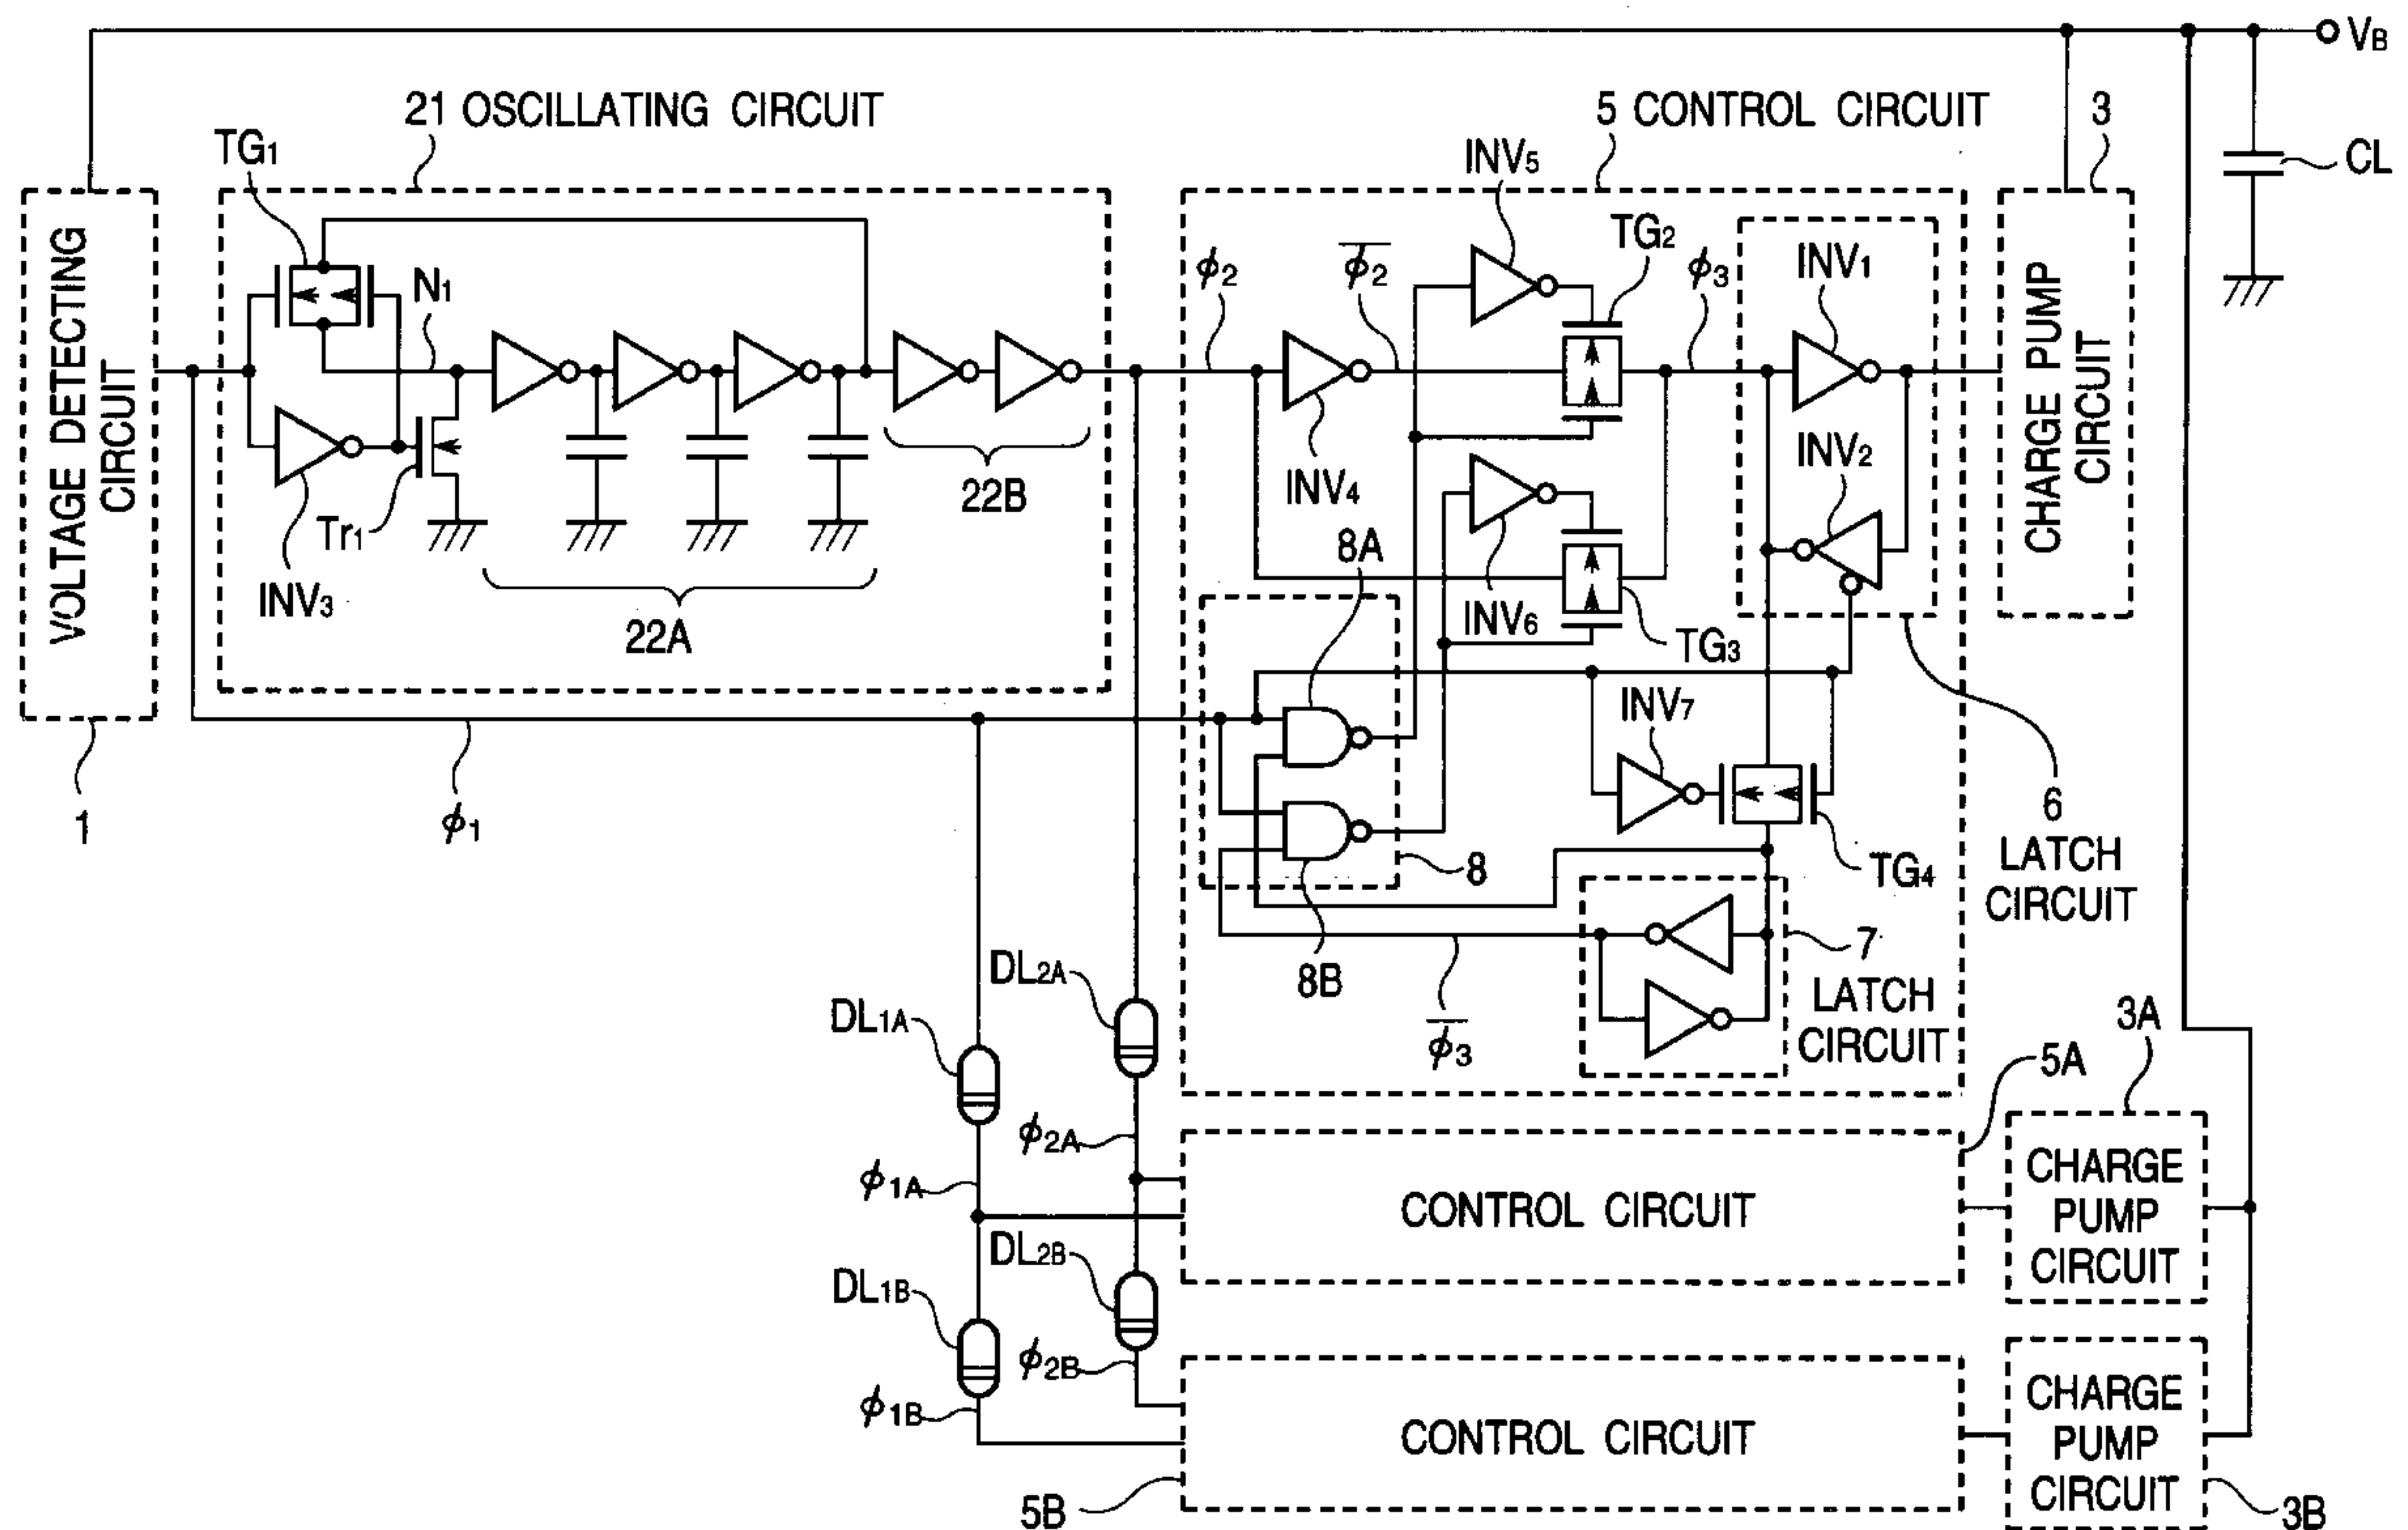 VB
21 OSCILLATING CIRCUIT
5 CONTROL CIRCUIT
3
CL
TG1
INV5
TG2
N1
ϕ2
ϕ2̅
ϕ3
INV1
INV2
VOLTAGE DETECTING
CIRCUIT
CHARGE PUMP
CIRCUIT
Tr1
INV3
22A
22B
INV4
INV6
8A
TG3
INV7
1
ϕ1
8
8B
TG4
6
LATCH
CIRCUIT
7
LATCH
CIRCUIT
ϕ3̅
DL1A
DL2A
3A
5A
ϕ2A
ϕ1A
CONTROL CIRCUIT
CHARGE
PUMP
CIRCUIT
DL2B
DL1B
ϕ2B
ϕ1B
CONTROL CIRCUIT
CHARGE
PUMP
CIRCUIT
5B
3B